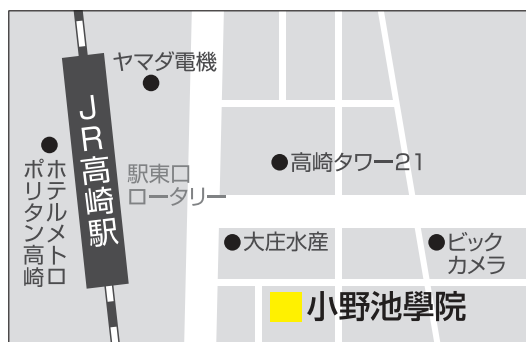 ヤマダ電機
JR高崎駅
ホテルメトロ
ポリタン高崎
駅東口
ロータリー
高崎タワー21
大庄水産
ビック
カメラ
小野池學院